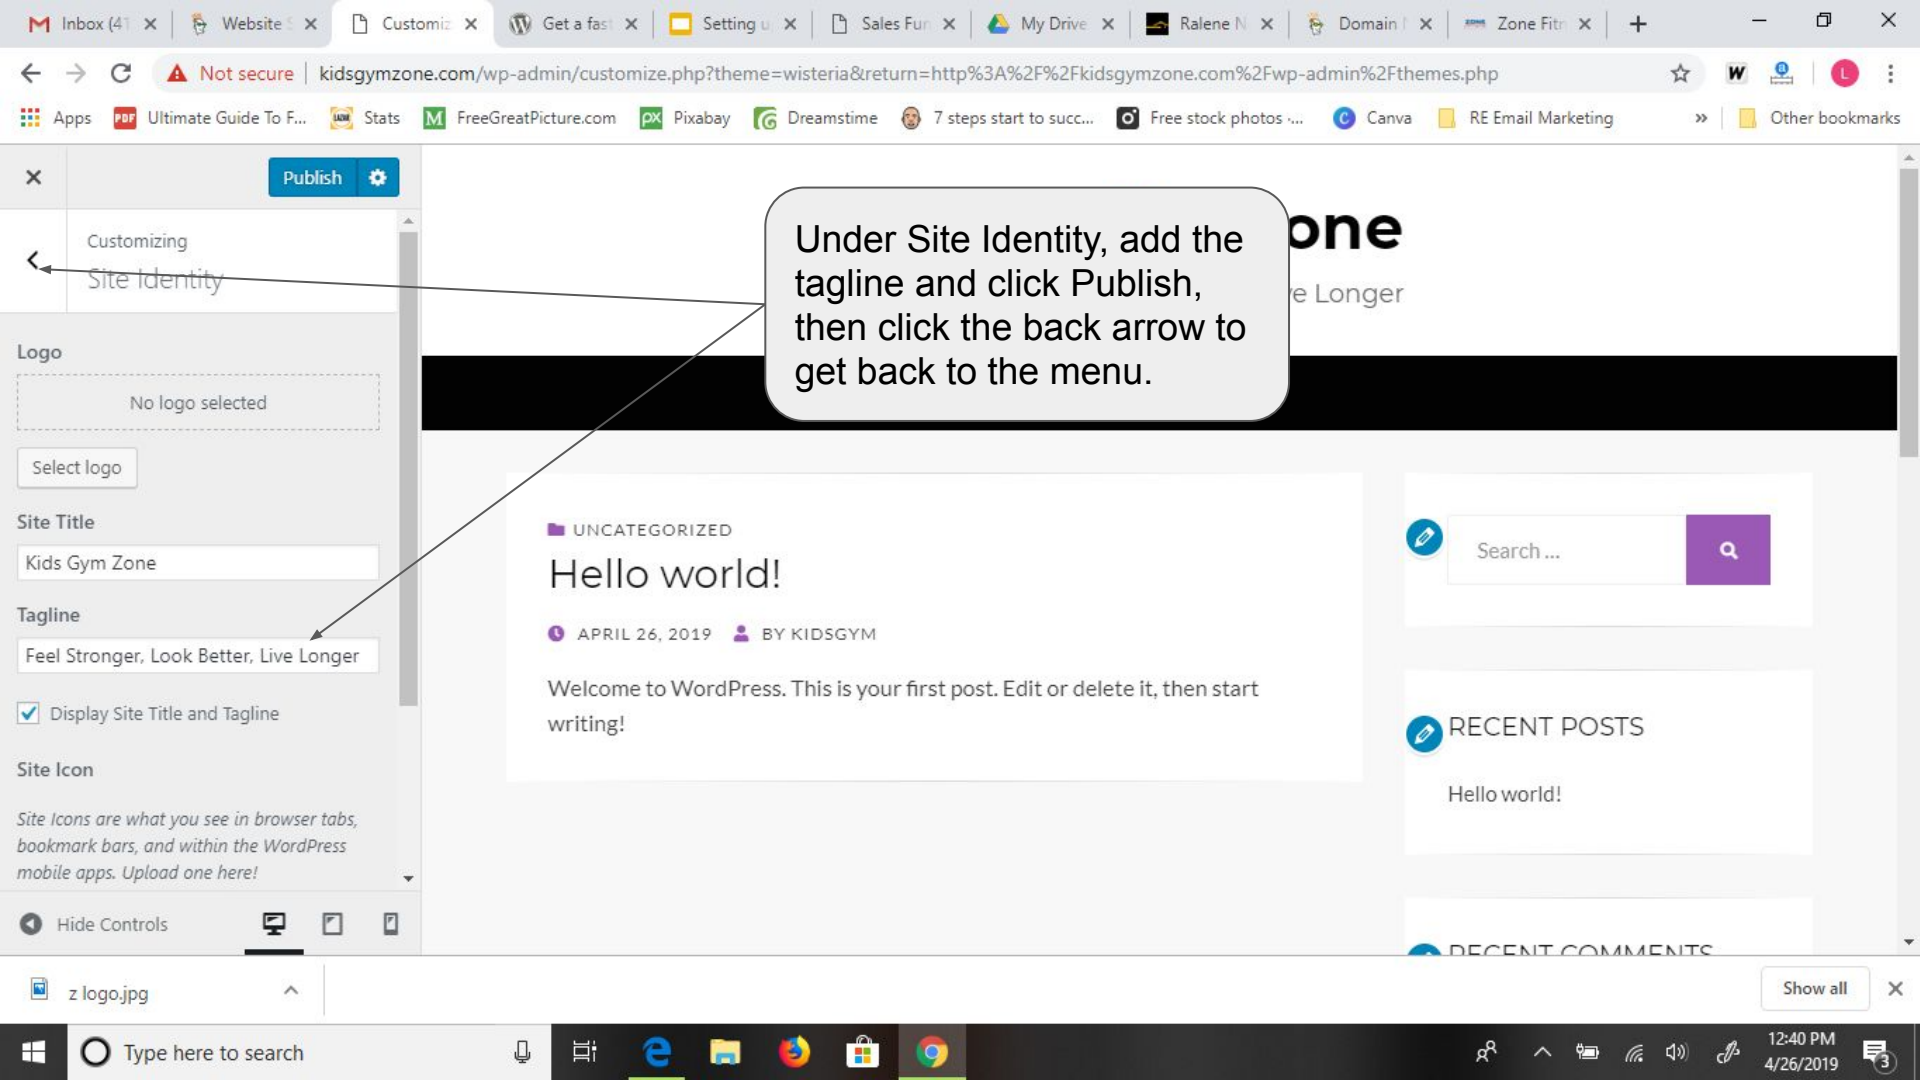 Inbox (41
Website S
Customiz
Get a fast
Setting u
Sales Fun
My Drive
Ralene N
Domain N
Zone Fitn
Not secure | kidsgymzone.com/wp-admin/customize.php?theme=wisteria&return=http%3A%2F%2Fkidsgymzone.com%2Fwp-admin%2Fthemes.php
Apps
Ultimate Guide To F...
Stats
FreeGreatPicture.com
Pixabay
Dreamstime
7 steps start to succ...
Free stock photos ·...
Canva
RE Email Marketing
»
Other bookmarks
Publish
Customizing
Site Identity
Logo
No logo selected
Select logo
Site Title
Kids Gym Zone
Tagline
Feel Stronger, Look Better, Live Longer
Display Site Title and Tagline
Site Icon
Site Icons are what you see in browser tabs,
bookmark bars, and within the WordPress
mobile apps. Upload one here!
Hide Controls
Under Site Identity, add the
tagline and click Publish,
then click the back arrow to
get back to the menu.
one
e Longer
UNCATEGORIZED
Hello world!
APRIL 26, 2019 BY KIDSGYM
Welcome to WordPress. This is your first post. Edit or delete it, then start
writing!
Search ...
RECENT POSTS
Hello world!
RECENT COMMENTS
z logo.jpg
Show all
Type here to search
12:40 PM
4/26/2019
3